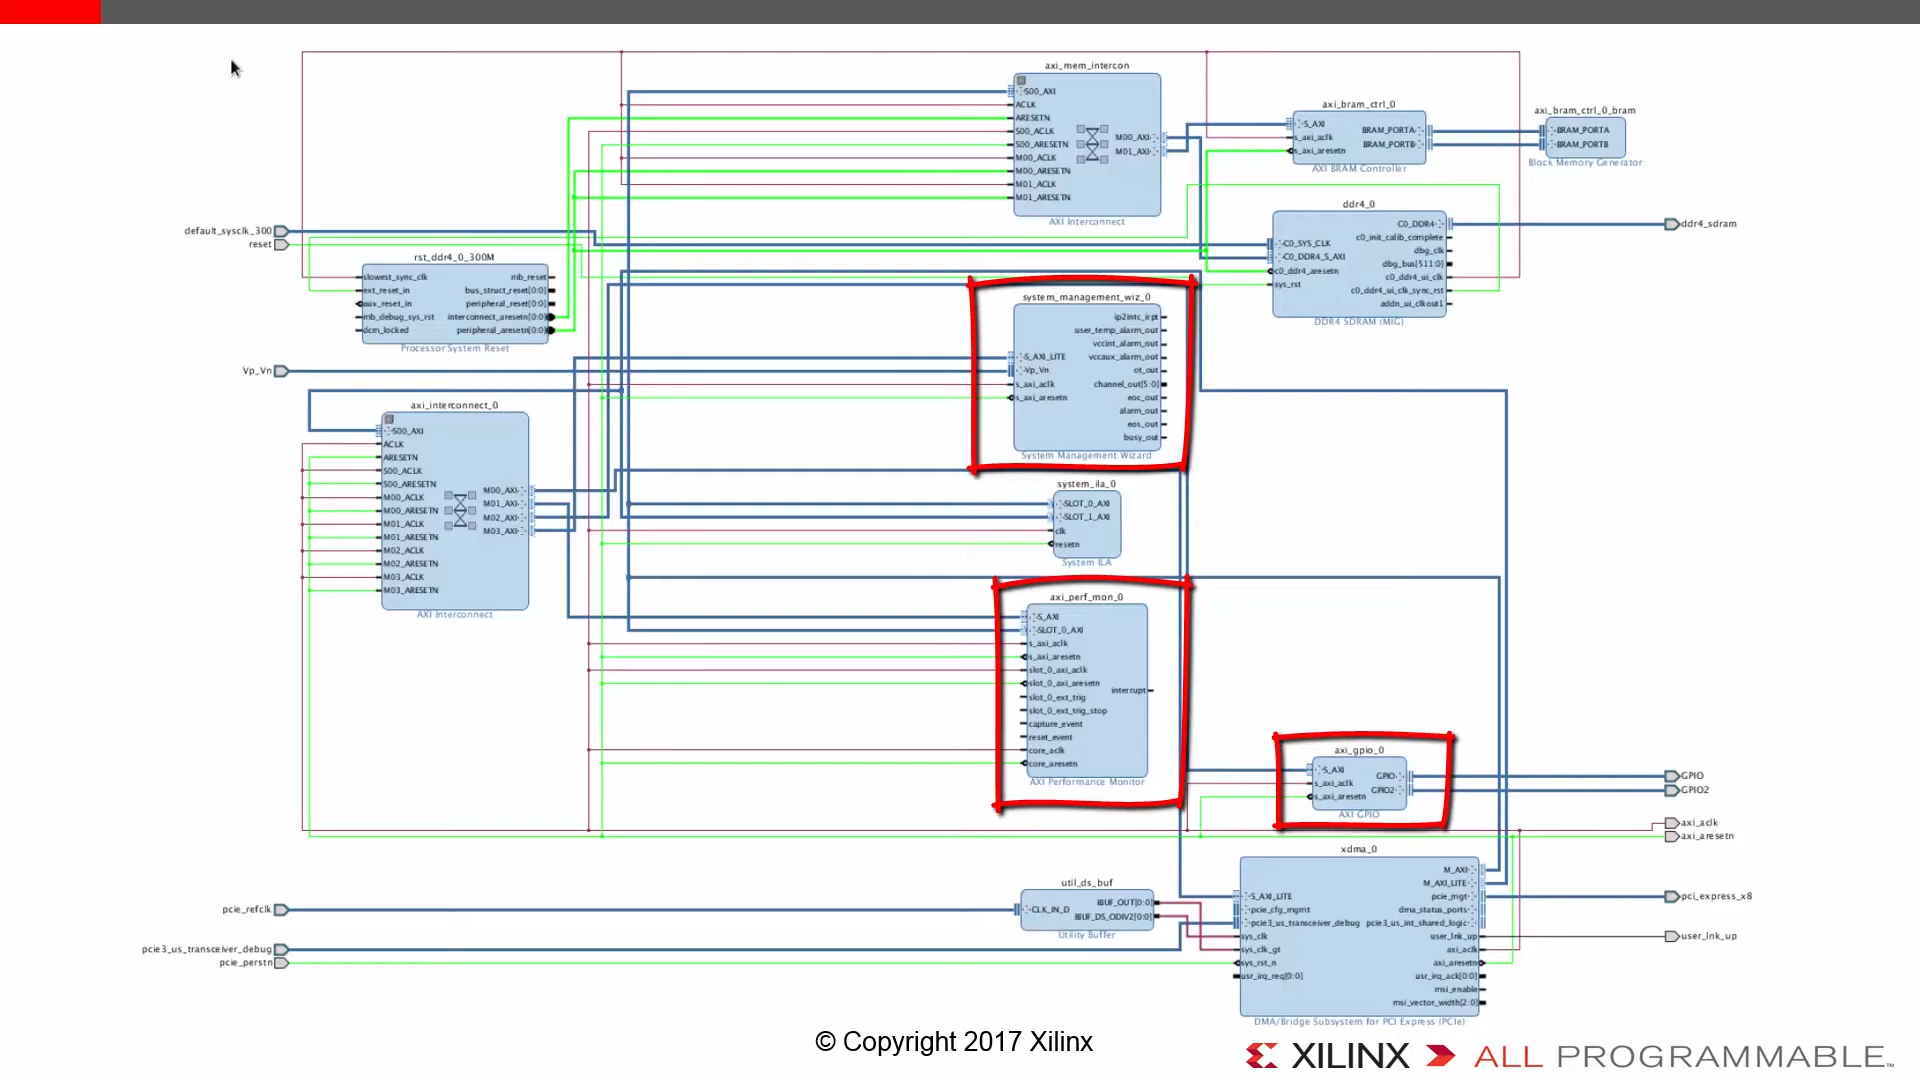 axi_mem_intercon
S00_AXI
ACLK
ARESETN
S00_ACLK
S00_ARESETN
M00_ACLK
M00_ARESETN
M01_ACLK
M01_ARESETN
M00_AXI
M01_AXI
AXI Interconnect
axi_bram_ctrl_0
S_AXI
s_axi_aclk
s_axi_aresetn
BRAM_PORTA
BRAM_PORTB
AXI BRAM Controller
axi_bram_ctrl_0_bram
BRAM_PORTA
BRAM_PORTB
Block Memory Generator
default_sysclk_300
reset
ddr4_0
C0_SYS_CLK
C0_DDR4_S_AXI
c0_ddr4_aresetn
sys_rst
C0_DDR4
c0_init_calib_complete
dbg_clk
dbg_bus[511:0]
c0_ddr4_ui_clk
c0_ddr4_ui_clk_sync_rst
addn_ui_clkout1
DDR4 SDRAM (MIG)
ddr4_sdram
rst_ddr4_0_300M
slowest_sync_clk
ext_reset_in
aux_reset_in
mb_debug_sys_rst
dcm_locked
mb_reset
bus_struct_reset[0:0]
peripheral_reset[0:0]
interconnect_aresetn[0:0]
peripheral_aresetn[0:0]
Processor System Reset
system_management_wiz_0
S_AXI_LITE
Vp_Vn
s_axi_aclk
s_axi_aresetn
ip2intc_irpt
user_temp_alarm_out
vccint_alarm_out
vccaux_alarm_out
ot_out
channel_out[5:0]
eoc_out
alarm_out
eos_out
busy_out
System Management Wizard
Vp_Vn
axi_interconnect_0
S00_AXI
ACLK
ARESETN
S00_ACLK
S00_ARESETN
M00_ACLK
M00_ARESETN
M01_ACLK
M01_ARESETN
M02_ACLK
M02_ARESETN
M03_ACLK
M03_ARESETN
M00_AXI
M01_AXI
M02_AXI
M03_AXI
AXI Interconnect
system_ila_0
SLOT_0_AXI
SLOT_1_AXI
clk
resetn
System ILA
axi_perf_mon_0
S_AXI
SLOT_0_AXI
s_axi_aclk
s_axi_aresetn
slot_0_axi_aclk
slot_0_axi_aresetn
slot_0_ext_trig
slot_0_ext_trig_stop
capture_event
reset_event
core_aclk
core_aresetn
interrupt
AXI Performance Monitor
axi_gpio_0
S_AXI
s_axi_aclk
s_axi_aresetn
GPIO
GPIO2
AXI GPIO
GPIO
GPIO2
axi_aclk
axi_aresetn
xdma_0
S_AXI_LITE
pcie_cfg_mgmt
pcie3_us_transceiver_debug
sys_clk
sys_clk_gt
sys_rst_n
usr_irq_req[0:0]
M_AXI
M_AXI_LITE
pcie_mgt
dma_status_ports
pcie3_us_int_shared_logic
user_lnk_up
axi_aclk
axi_aresetn
usr_irq_ack[0:0]
msi_enable
msi_vector_width[2:0]
DMA/Bridge Subsystem for PCI Express (PCIe)
pci_express_x8
user_lnk_up
util_ds_buf
CLK_IN_D
IBUF_OUT[0:0]
IBUF_DS_ODIV2[0:0]
Utility Buffer
pcie_refclk
pcie3_us_transceiver_debug
pcie_perstn
© Copyright 2017 Xilinx
XILINX ALL PROGRAMMABLE™